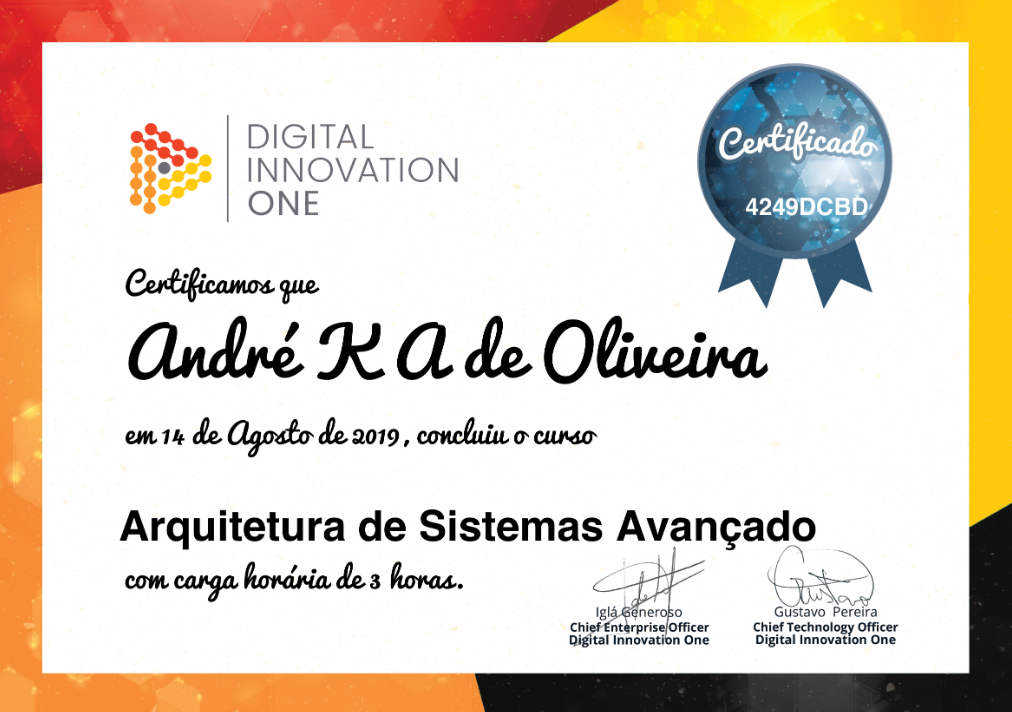 DIGITAL
INNOVATION
ONE
Certificado
4249DCBD
Certificamos que
André K A de Oliveira
em 14 de Agosto de 2019, concluiu o curso
Arquitetura de Sistemas Avançado
com carga horária de 3 horas.
Iglá Generoso
Chief Enterprise Officer
Digital Innovation One
Gustavo Pereira
Chief Technology Officer
Digital Innovation One